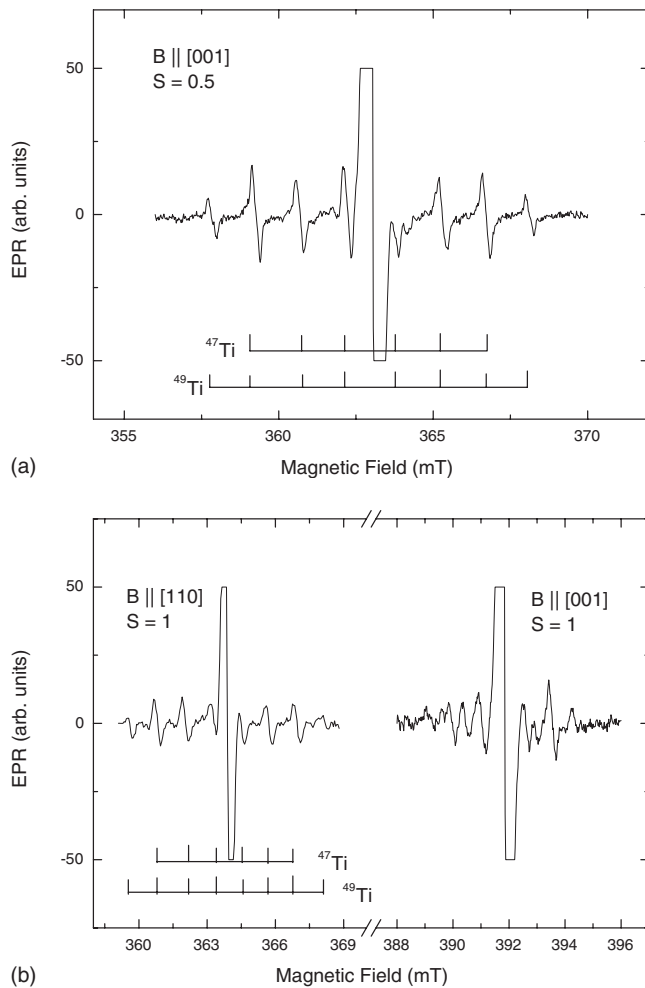 B || [001]
S = 0.5
50
0
-50
EPR (arb. units)
⁴⁷Ti
⁴⁹Ti
355 360 365 370
(a) Magnetic Field (mT)
B || [110] B || [001]
S = 1 S = 1
50
0
-50
EPR (arb. units)
⁴⁷Ti
⁴⁹Ti
360 363 366 369 388 390 392 394 396
(b) Magnetic Field (mT)